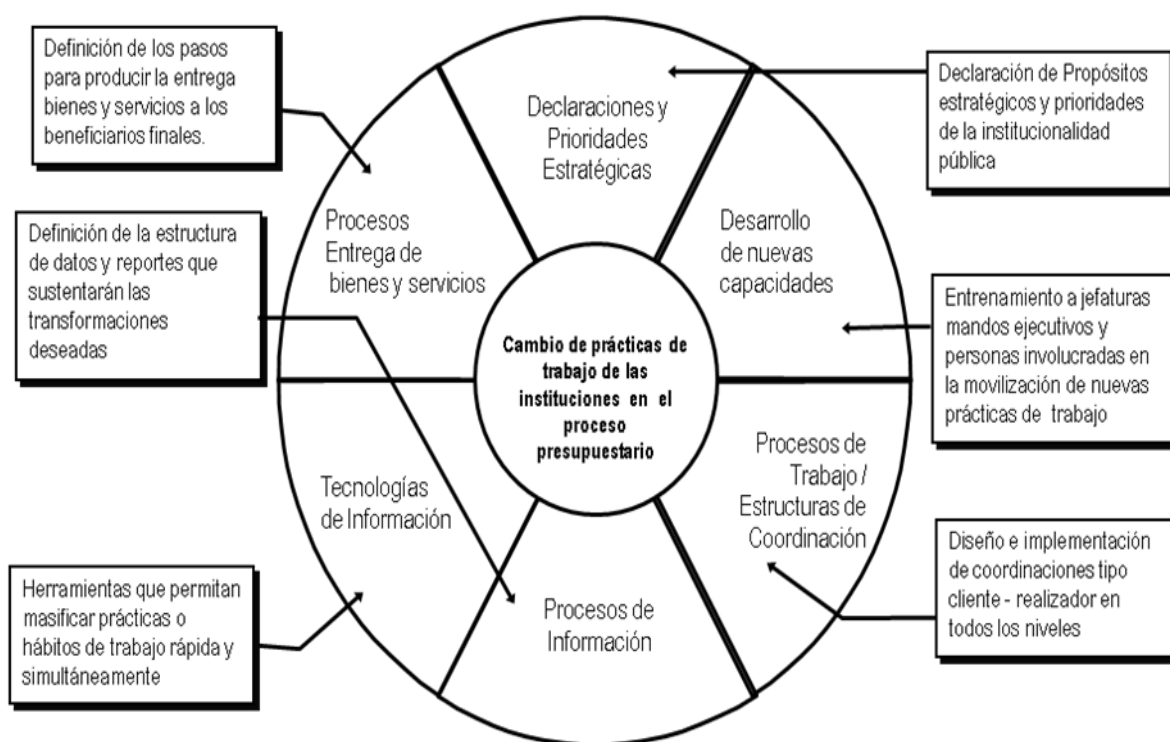 Definición de los pasos
para producir la entrega
bienes y servicios a los
beneficiarios finales.
Declaraciones y
Prioridades
Estratégicas
Declaración de Propósitos
estratégicos y prioridades
de la institucionalidad
pública
Definición de la estructura
de datos y reportes que
sustentarán las
transformaciones
deseadas
Procesos
Entrega de
bienes y servicios
Desarrollo
de nuevas
capacidades
Entrenamiento a jefaturas
mandos ejecutivos y
personas involucradas en
la movilización de nuevas
prácticas de trabajo
Cambio de prácticas de
trabajo de las
instituciones en el
proceso
presupuestario
Tecnologías
de Información
Procesos de
Trabajo /
Estructuras de
Coordinación
Herramientas que permitan
masificar prácticas o
hábitos de trabajo rápida y
simultáneamente
Procesos de
Información
Diseño e implementación
de coordinaciones tipo
cliente - realizador en
todos los niveles